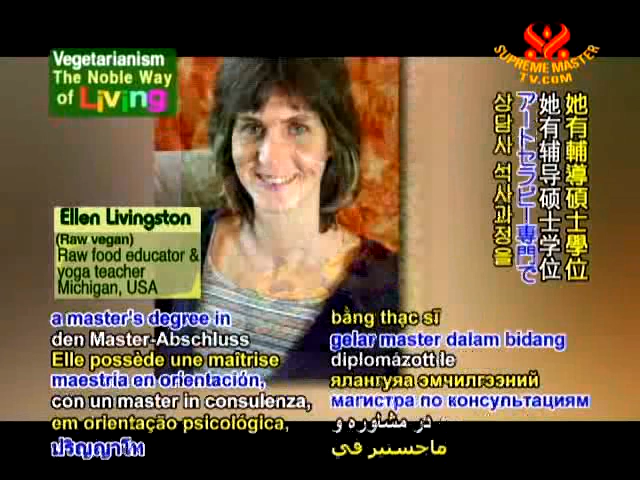 Vegetarianism
The Noble Way
of Living
SUPREME MASTER
TV.COM
她有輔導碩士學位
她有辅导硕士学位
アートセラピー専門で
상담사 석사과정을
Ellen Livingston
(Raw vegan)
Raw food educator &
yoga teacher
Michigan, USA
a master's degree in
den Master-Abschluss
Elle possède une maîtrise
maestría en orientación,
con un master in consulenza,
em orientação psicológica,
ปริญญาโท
bằng thạc sĩ
gelar master dalam bidang
diplomázott le
ялангуяа эмчилгээний
магистра по консультациям
در مشاوره و
ماجستير في